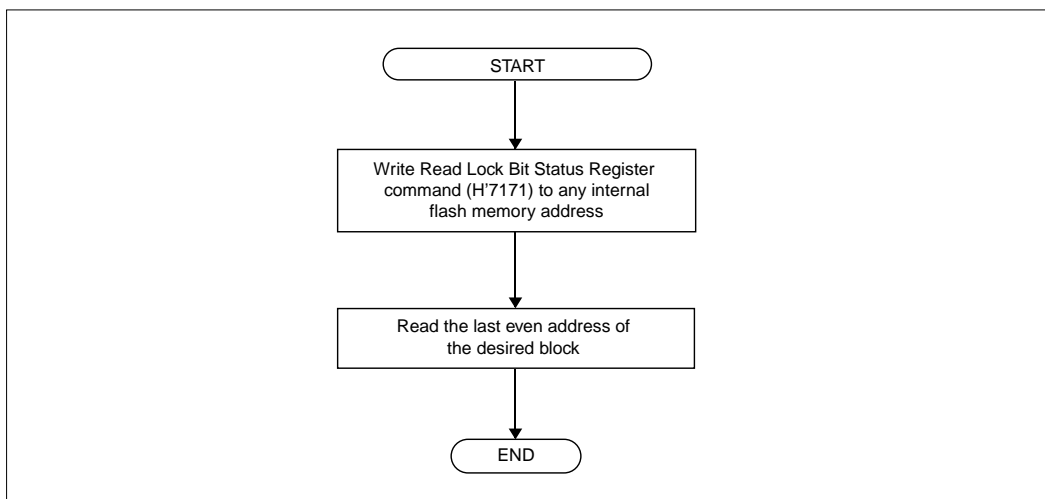 START
Write Read Lock Bit Status Register
command (H'7171) to any internal
flash memory address
Read the last even address of
the desired block
END